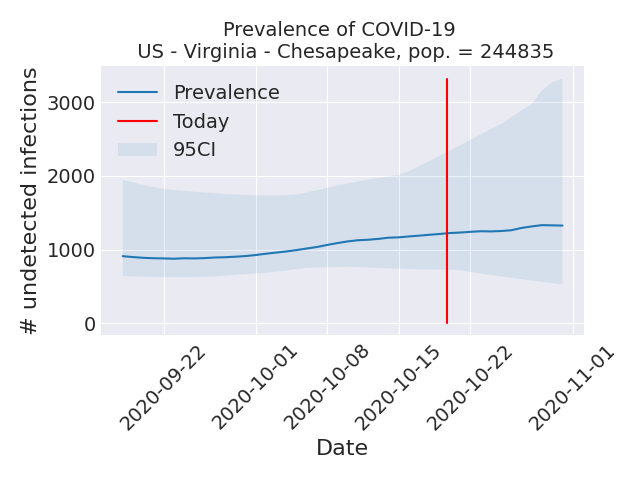 Prevalence of COVID-19
US - Virginia - Chesapeake, pop. = 244835
# undetected infections
3000
2000
1000
0
Prevalence
Today
95CI
2020-09-22
2020-10-01
2020-10-08
2020-10-15
2020-10-22
2020-11-01
Date